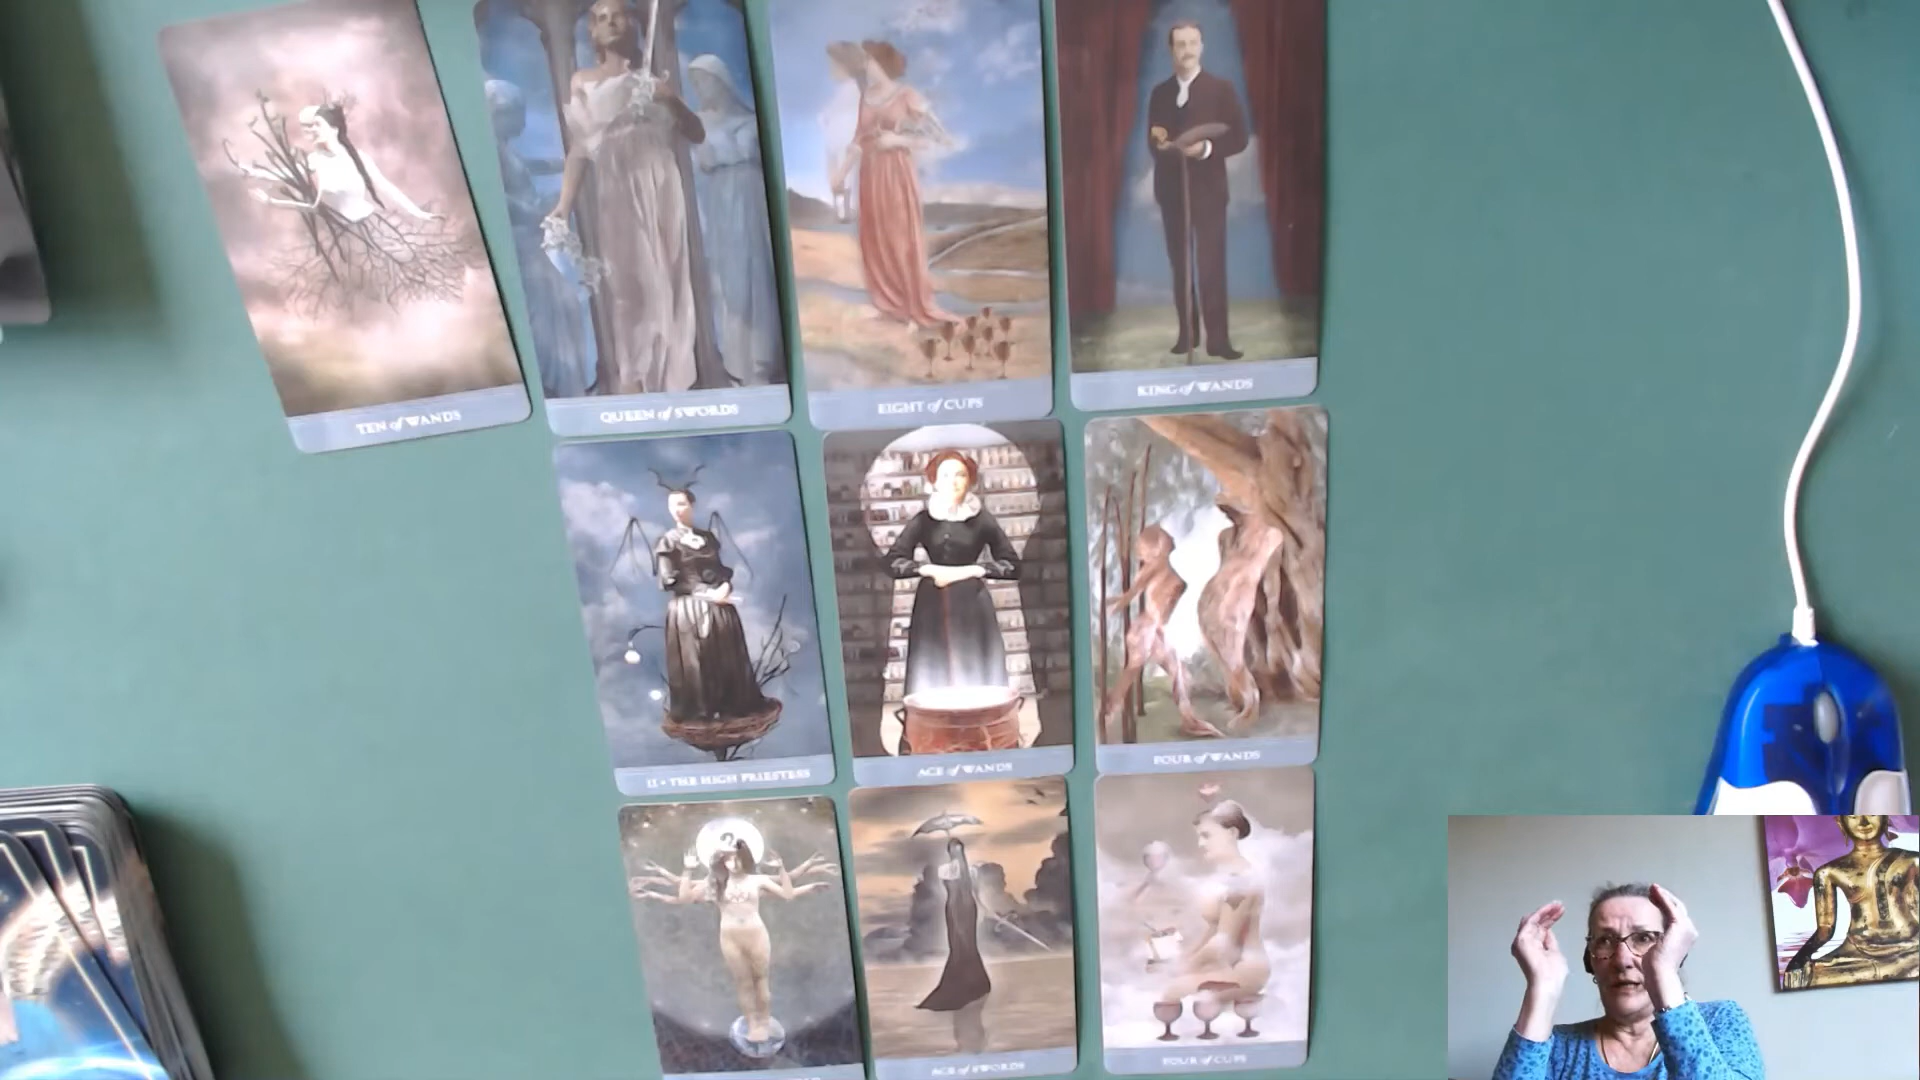 TEN of WANDS
QUEEN of SWORDS
EIGHT of CUPS
KING of WANDS
II • THE HIGH PRIESTESS
ACE of WANDS
FOUR of WANDS
ACE of SWORDS
FOUR of CUPS